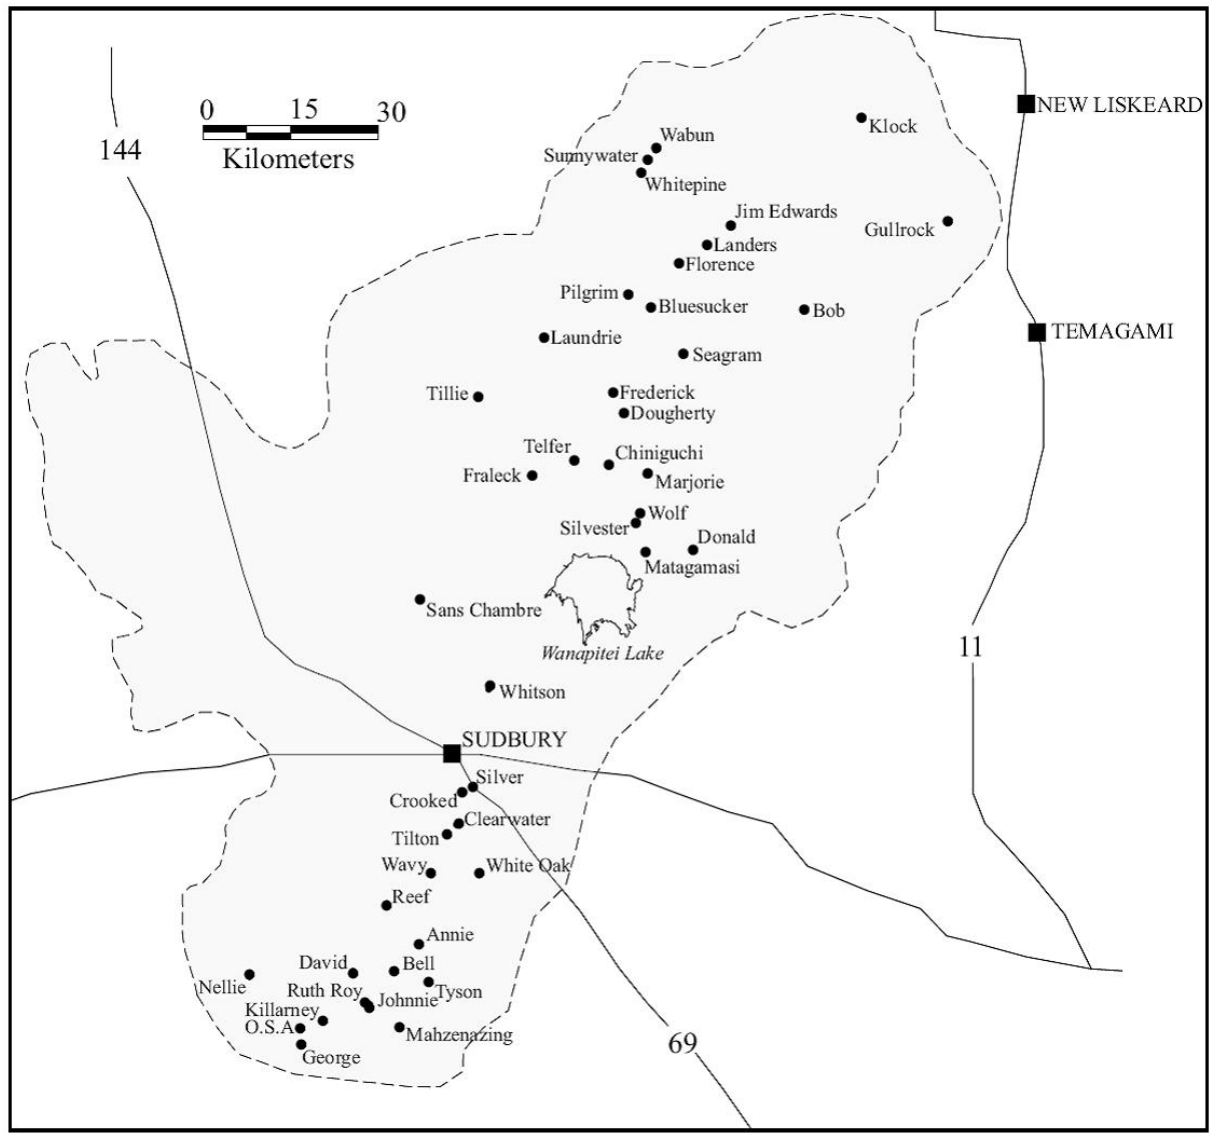 NEW LISKEARD
0 15 30
Kilometers
144
Klock
Wabun
Sunnywater
Whitepine
Jim Edwards
Gullrock
Landers
Florence
Pilgrim
Bluesucker
Bob
TEMAGAMI
Laundrie
Seagram
Tillie
Frederick
Dougherty
Telfer
Chiniguchi
Fraleck
Marjorie
Wolf
Silvester
Donald
Matagamasi
Sans Chambre
Wanapitei Lake
11
Whitson
SUDBURY
Silver
Crooked
Clearwater
Tilton
Wavy
White Oak
Reef
Annie
David
Bell
Nellie
Ruth Roy
Tyson
Johnnie
Killarney
O.S.A
Mahzenazing
69
George